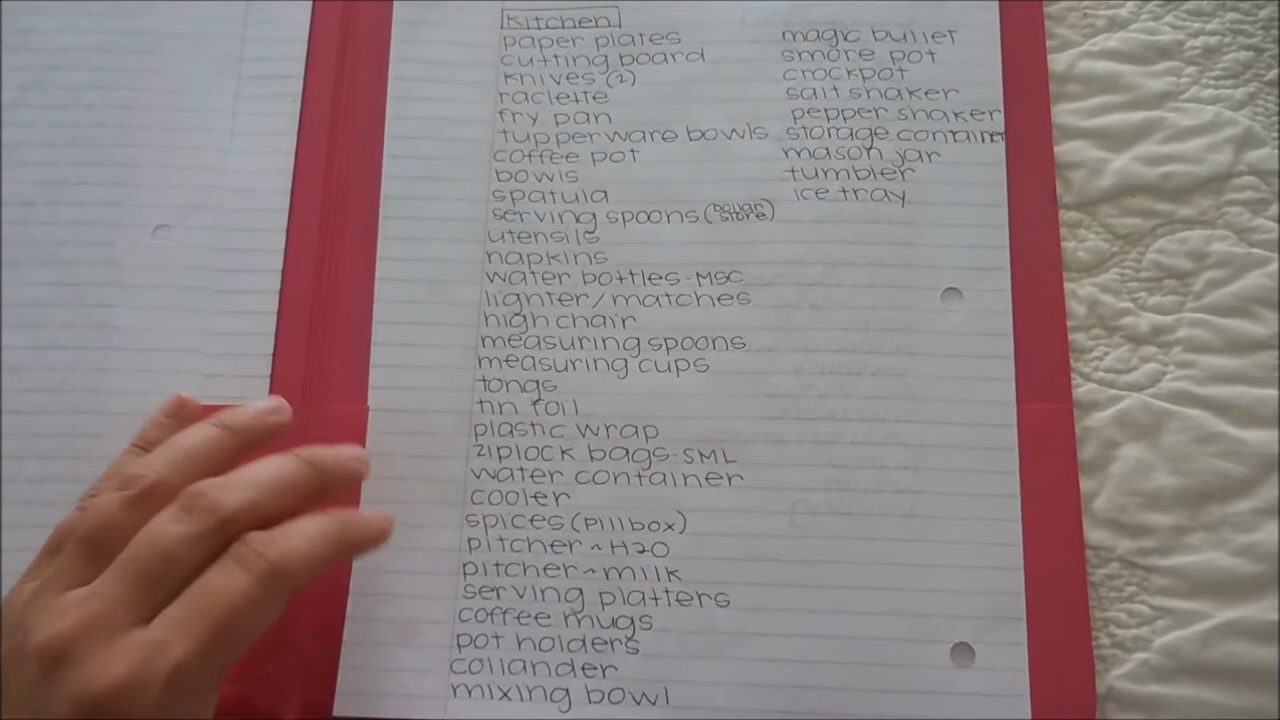 Kitchen
paper plates
cutting board
knives (2)
raclette
fry pan
tupperware bowls
coffee pot
bowls
spatula
serving spoons (dollar store)
utensils
napkins
water bottles-MSC
lighter/matches
high chair
measuring spoons
measuring cups
tongs
tin foil
plastic wrap
ziplock bags-SML
water container
cooler
spices (pillbox)
pitcher~H2O
pitcher~milk
serving platters
coffee mugs
pot holders
collander
mixing bowl
magic bullet
smore pot
crockpot
salt shaker
pepper shaker
storage container
mason jar
tumbler
ice tray